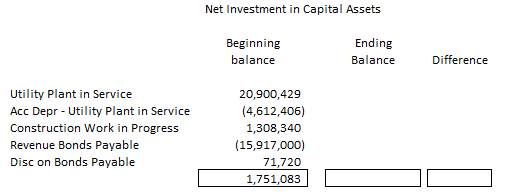 Net Investment in Capital Assets
Beginning balance Ending Balance Difference
Utility Plant in Service 20,900,429
Acc Depr - Utility Plant in Service (4,612,406)
Construction Work in Progress 1,308,340
Revenue Bonds Payable (15,917,000)
Disc on Bonds Payable 71,720
1,751,083